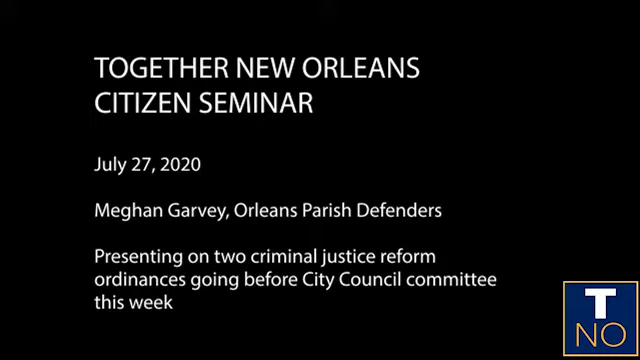 TOGETHER NEW ORLEANS
CITIZEN SEMINAR
July 27, 2020
Meghan Garvey, Orleans Parish Defenders
Presenting on two criminal justice reform
ordinances going before City Council committee
this week
T
NO